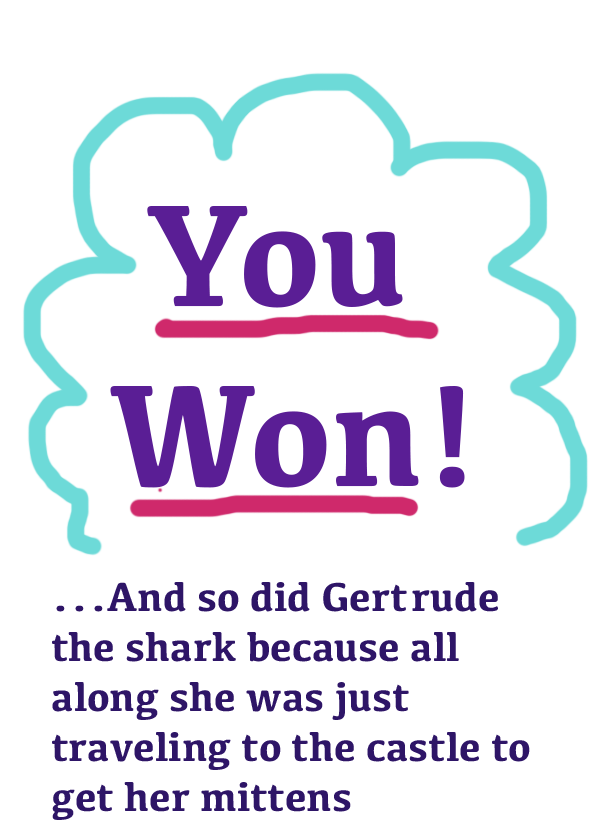 You
Won!
...And so did Gertrude
the shark because all
along she was just
traveling to the castle to
get her mittens